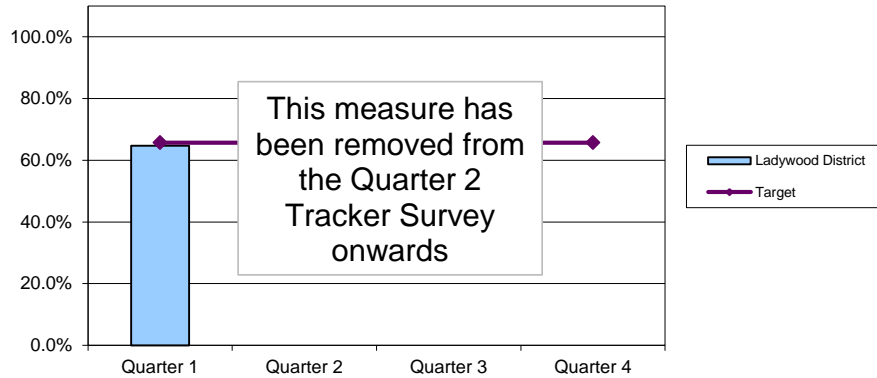 100.0%
80.0%
60.0%
40.0%
20.0%
0.0%
This measure has
been removed from
the Quarter 2
Tracker Survey
onwards
Quarter 1
Quarter 2
Quarter 3
Quarter 4
Ladywood District
Target